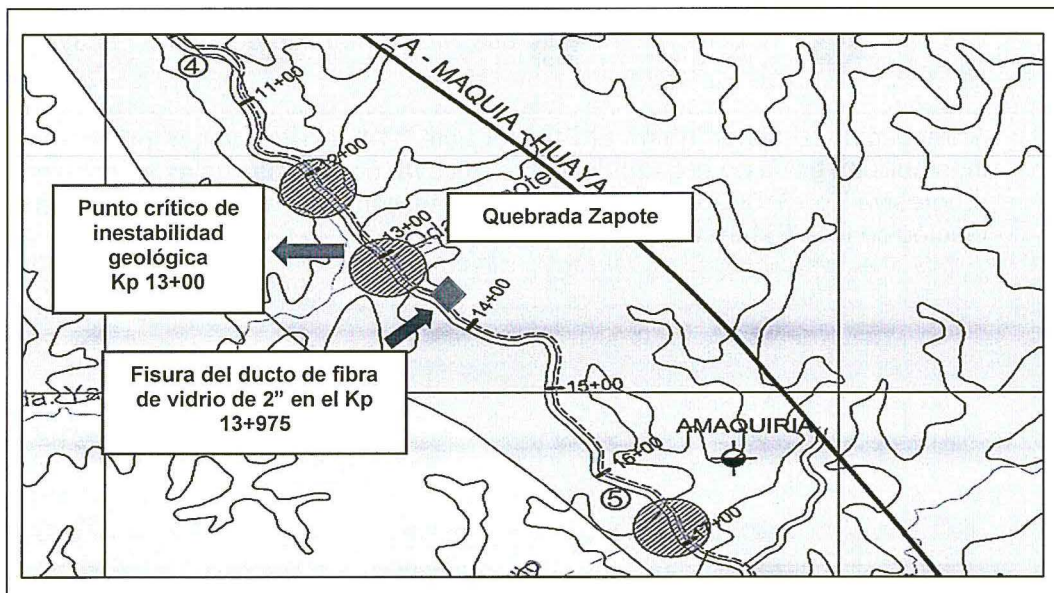 ④
11+00
Punto crítico de
inestabilidad
geológica
Kp 13+00
- MAQUIA - HUAYA
Quebrada Zapote
13+00
14+00
Fisura del ducto de fibra
de vidrio de 2” en el Kp
13+975
15+00
AMAQUIRIA
16+00
⑤
17+00